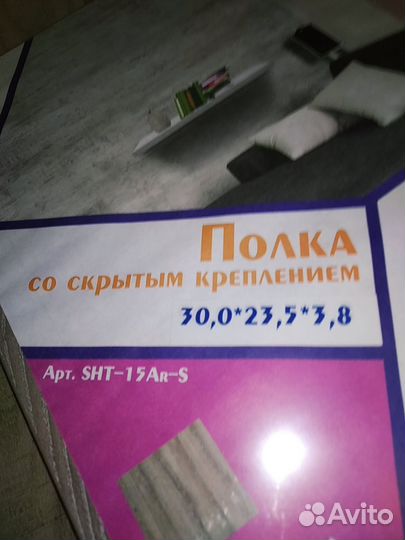 Полка
со скрытым креплением
30,0*23,5*3,8
Арт. SHT-15AR-S
Avito